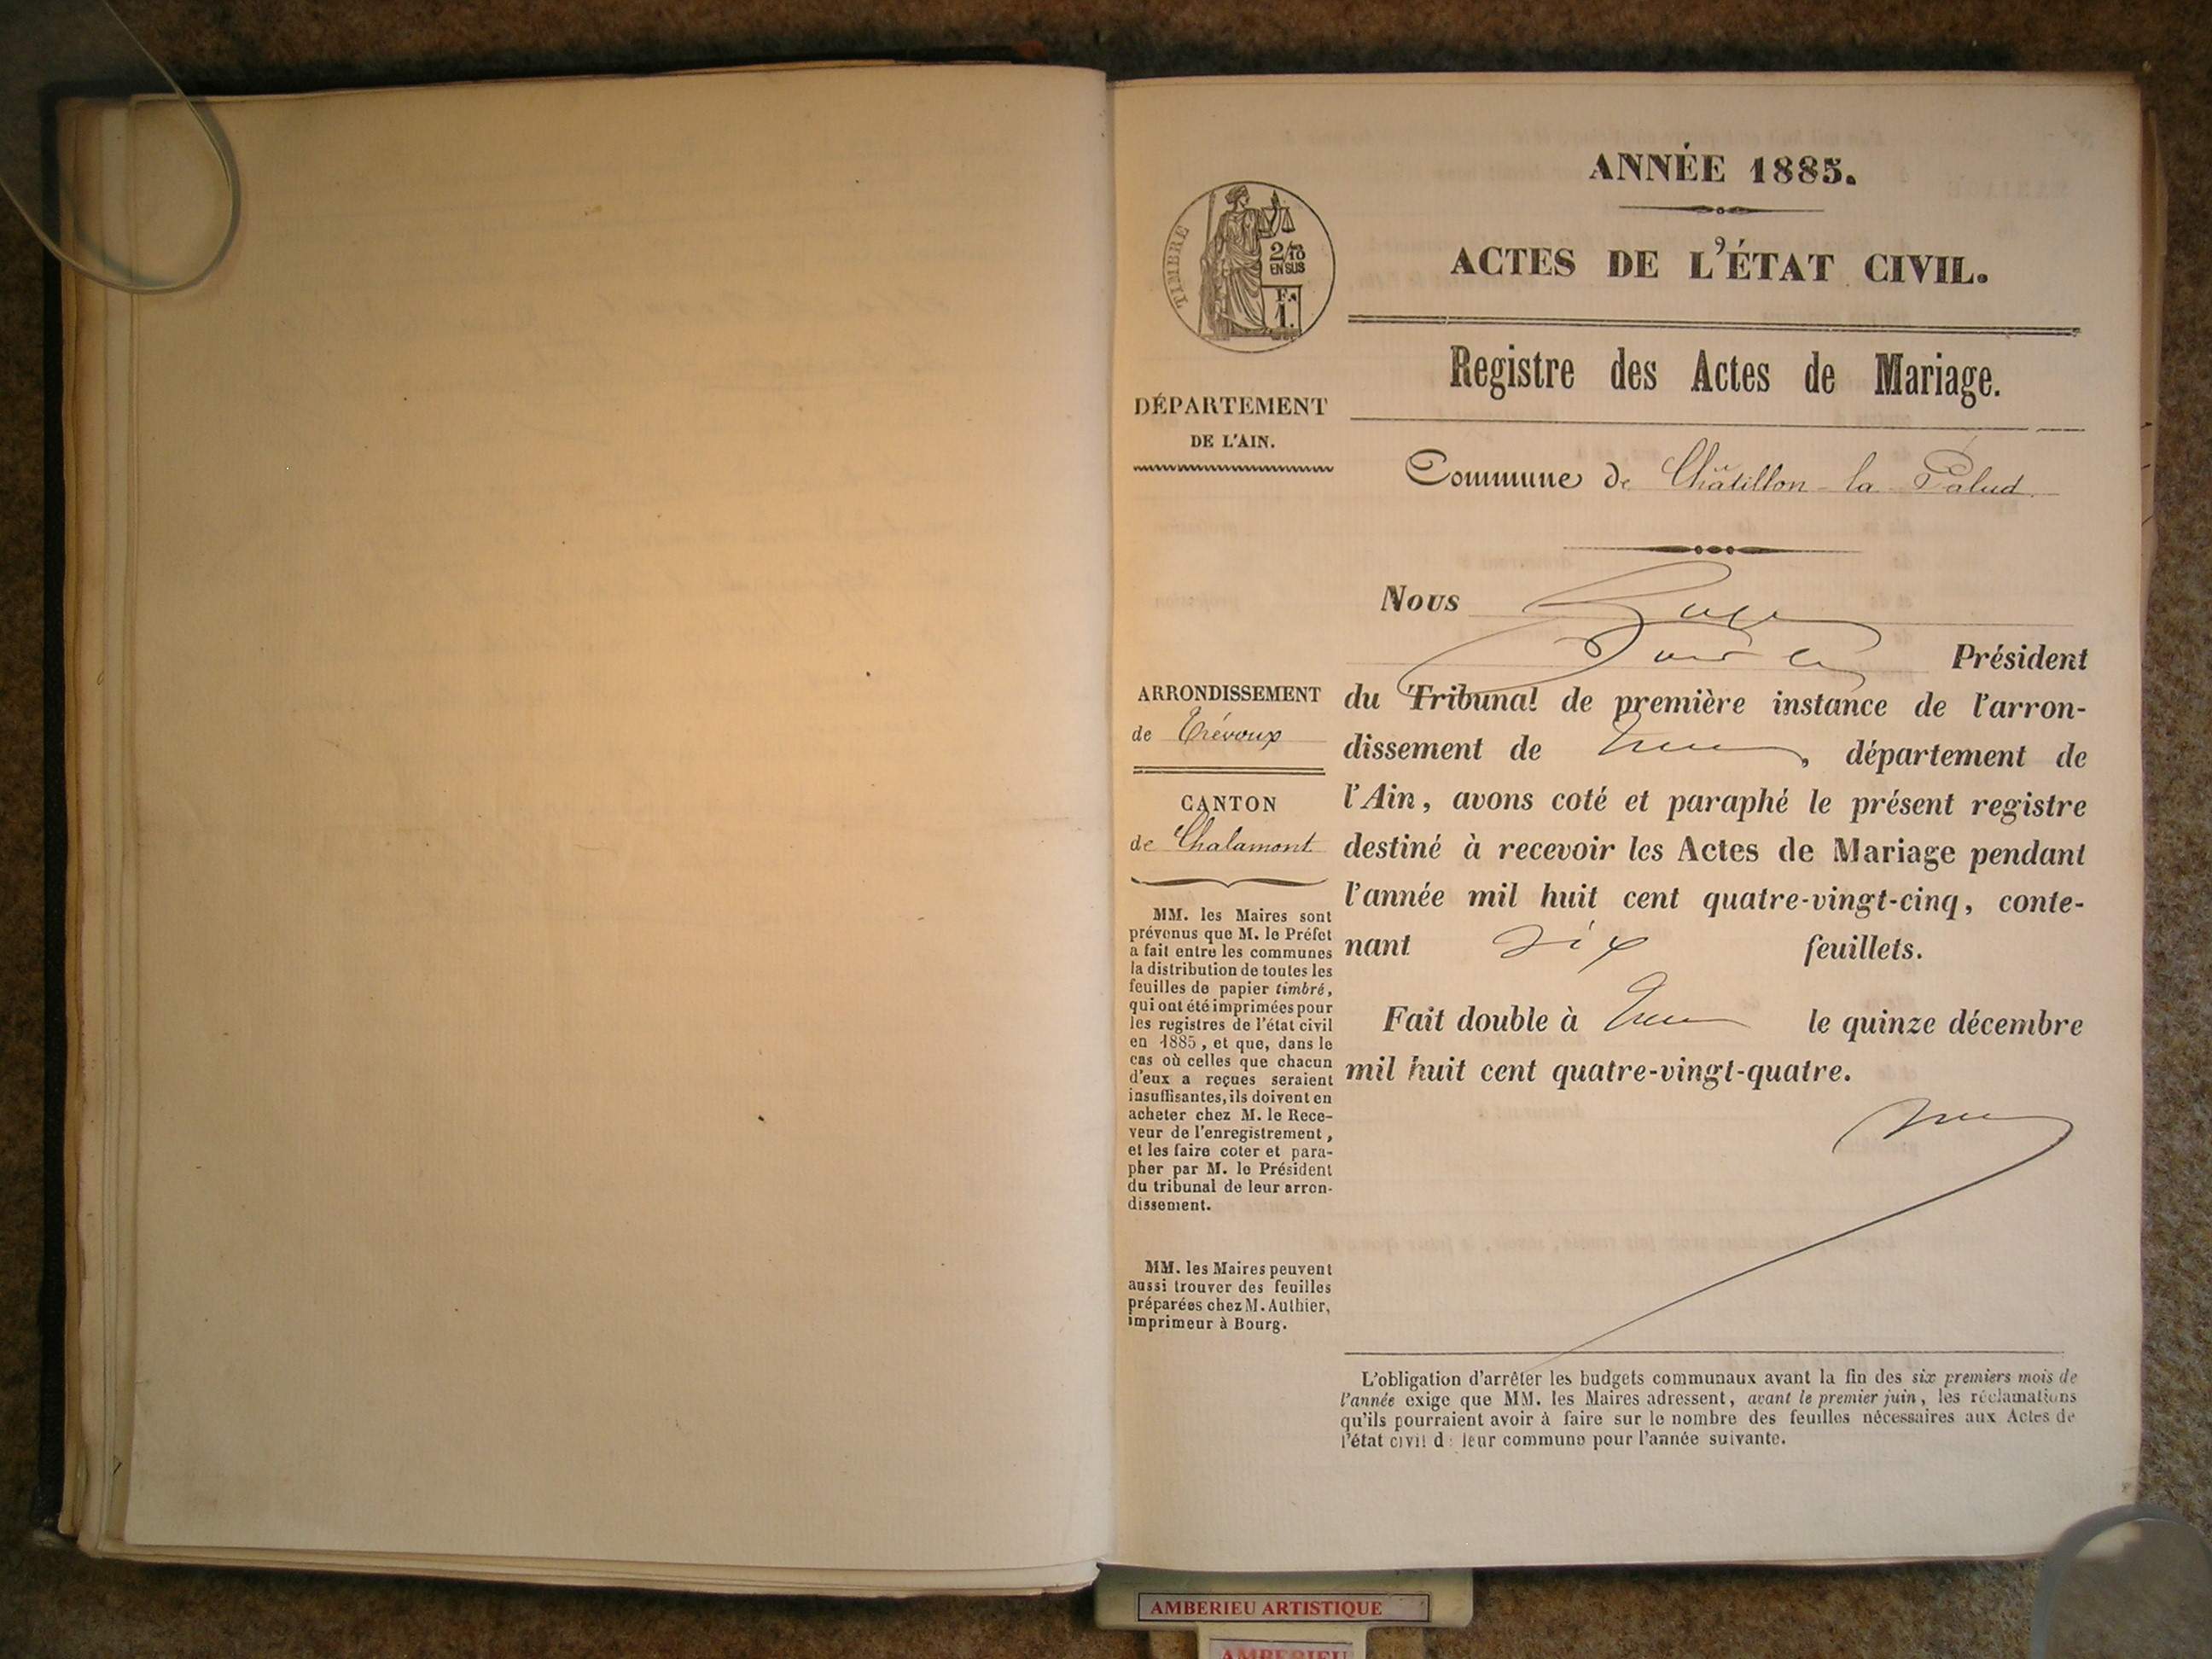 ANNÉE 1885.
ACTES DE L'ÉTAT CIVIL.
TIMBRE
2/10
EN SUS
F.
1.
Registre des Actes de Mariage.
DÉPARTEMENT
DE L'AIN.
Commune de Châtillon-la Palud
Nous
Président
ARRONDISSEMENT
de Trévoux
CANTON
de Chalamont
du Tribunal de première instance de l'arron-
dissement de , département de
l'Ain, avons coté et paraphé le présent registre
destiné à recevoir les Actes de Mariage pendant
l'année mil huit cent quatre-vingt-cinq, conte-
nant six feuillets.
Fait double à le quinze décembre
mil huit cent quatre-vingt-quatre.
MM. les Maires sont
prévenus que M. le Préfet
a fait entre les communes
la distribution de toutes les
feuilles de papier timbré,
qui ont été imprimées pour
les registres de l'état civil
en 1885, et que, dans le
cas où celles que chacun
d'eux a reçues seraient
insuffisantes, ils doivent en
acheter chez M. le Rece-
veur de l'enregistrement,
et les faire coter et para-
pher par M. le Président
du tribunal de leur arron-
dissement.
MM. les Maires peuvent
aussi trouver des feuilles
préparées chez M. Authier,
imprimeur à Bourg.
L'obligation d'arrêter les budgets communaux avant la fin des six premiers mois de
l'année exige que MM. les Maires adressent, avant le premier juin, les réclamations
qu'ils pourraient avoir à faire sur le nombre des feuilles nécessaires aux Actes de
l'état civil d leur commune pour l'année suivante.
AMBERIEU ARTISTIQUE
AMBERIEU